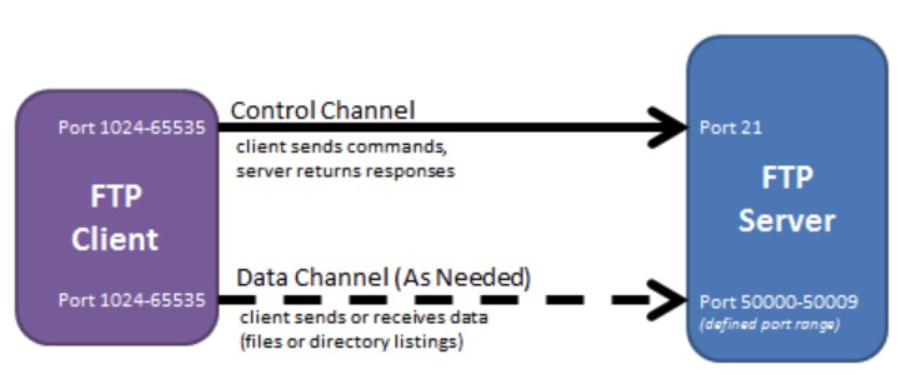 Control Channel
Port 1024-65535
Port 21
client sends commands,
server returns responses
FTP
Client
FTP
Server
Data Channel (As Needed)
Port 1024-65535
Port 50000-50009
(defined port range)
client sends or receives data
(files or directory listings)